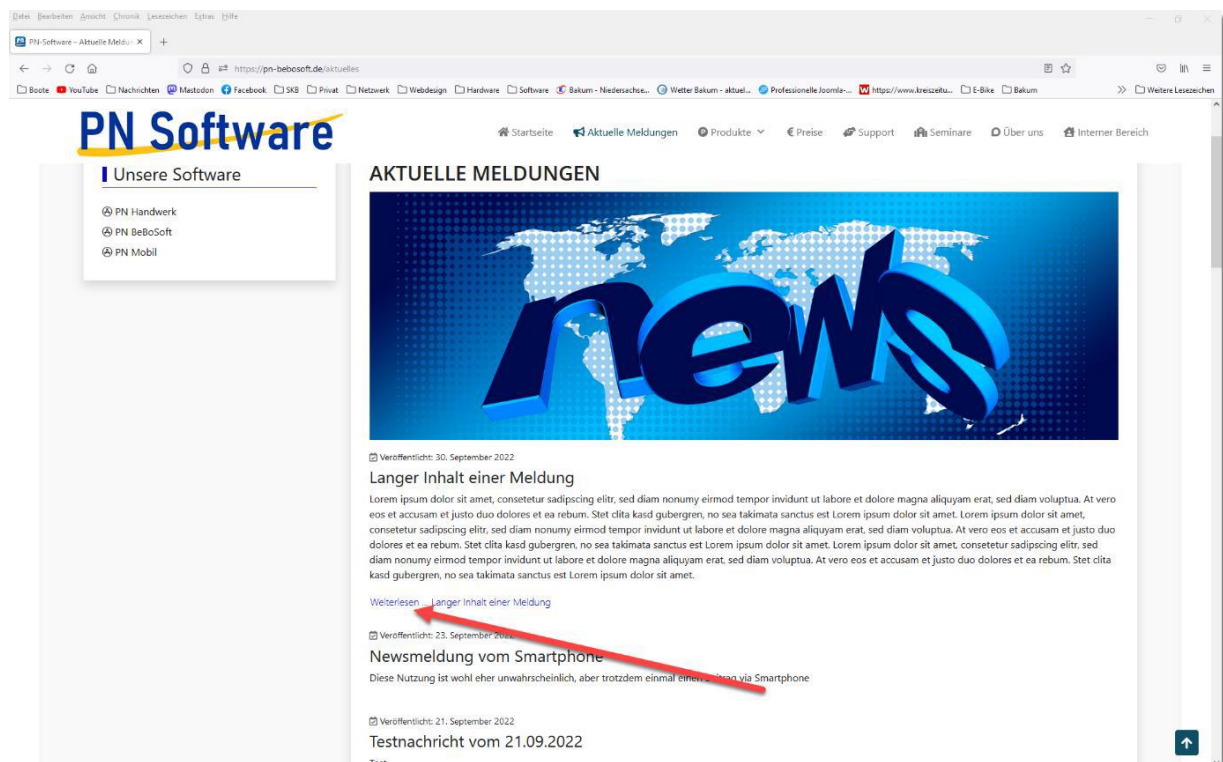 Datei Bearbeiten Ansicht Chronik Lesezeichen Extras Hilfe
PN-Software – Aktuelle Meldu
https://pn-bebosoft.de/aktuelles
Boote YouTube Nachrichten Mastodon Facebook SKB Privat Netzwerk Webdesign Hardware Software Bakum - Niedersachse... Wetter Bakum - aktuel... Professionelle Joomla-... https://www.kreiszeitu... E-Bike Bakum Weitere Lesezeichen
PN Software
Startseite Aktuelle Meldungen Produkte € Preise Support Seminare Über uns Interner Bereich
Unsere Software
PN Handwerk
PN BeBoSoft
PN Mobil
AKTUELLE MELDUNGEN
news
Veröffentlicht: 30. September 2022
Langer Inhalt einer Meldung
Lorem ipsum dolor sit amet, consetetur sadipscing elitr, sed diam nonumy eirmod tempor invidunt ut labore et dolore magna aliquyam erat, sed diam voluptua. At vero
eos et accusam et justo duo dolores et ea rebum. Stet clita kasd gubergren, no sea takimata sanctus est Lorem ipsum dolor sit amet. Lorem ipsum dolor sit amet,
consetetur sadipscing elitr, sed diam nonumy eirmod tempor invidunt ut labore et dolore magna aliquyam erat, sed diam voluptua. At vero eos et accusam et justo duo
dolores et ea rebum. Stet clita kasd gubergren, no sea takimata sanctus est Lorem ipsum dolor sit amet. Lorem ipsum dolor sit amet, consetetur sadipscing elitr, sed
diam nonumy eirmod tempor invidunt ut labore et dolore magna aliquyam erat, sed diam voluptua. At vero eos et accusam et justo duo dolores et ea rebum. Stet clita
kasd gubergren, no sea takimata sanctus est Lorem ipsum dolor sit amet.
Weiterlesen ... Langer Inhalt einer Meldung
Veröffentlicht: 23. September 2022
Newsmeldung vom Smartphone
Diese Nutzung ist wohl eher unwahrscheinlich, aber trotzdem einmal einen Beitrag via Smartphone
Veröffentlicht: 21. September 2022
Testnachricht vom 21.09.2022